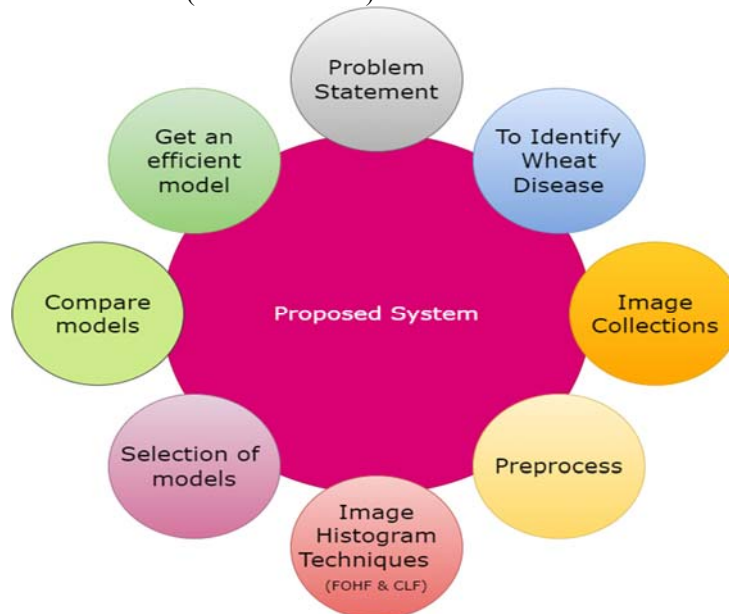 Problem
Statement
To Identify
Wheat
Disease
Image
Collections
Preprocess
Image
Histogram
Techniques
(FOHF & CLF)
Selection of
models
Compare
models
Get an
efficient
model
Proposed System